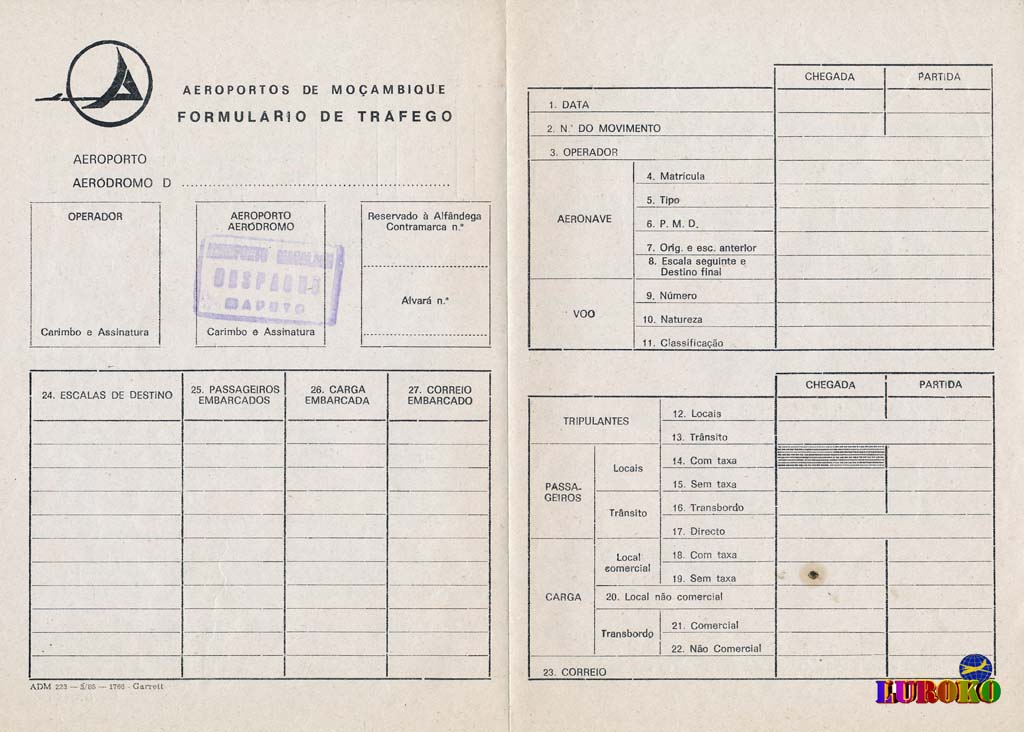 AEROPORTOS DE MOÇAMBIQUE
FORMULÁRIO DE TRAFEGO
AEROPORTO
AERÓDROMO D
OPERADOR
Carimbo e Assinatura
AEROPORTO
AERÓDROMO
DESPACHO
MAPUTO
Carimbo e Assinatura
Reservado à Alfândega
Contramarca n.º
Alvará n.º
24. ESCALAS DE DESTINO
25. PASSAGEIROS
EMBARCADOS
26. CARGA
EMBARCADA
27. CORREIO
EMBARCADO
ADM 223 — 5/85 — 1766 - Garrett
CHEGADA PARTIDA
1. DATA
2. N.º DO MOVIMENTO
3. OPERADOR
AERONAVE
4. Matrícula
5. Tipo
6. P. M. D.
7. Orig. e esc. anterior
8. Escala seguinte e
Destino final
VOO
9. Número
10. Natureza
11. Classificação
CHEGADA PARTIDA
TRIPULANTES
12. Locais
13. Trânsito
PASSA-
GEIROS
Locais
14. Com taxa
15. Sem taxa
Trânsito
16. Transbordo
17. Directo
CARGA
Local
comercial
18. Com taxa
19. Sem taxa
20. Local não comercial
Transbordo
21. Comercial
22. Não Comercial
23. CORREIO
LUROKO